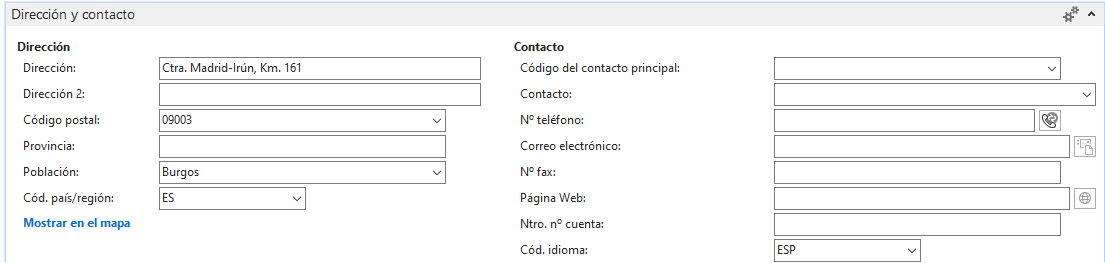 Dirección y contacto
Dirección
Dirección: Ctra. Madrid-Irún, Km. 161
Dirección 2:
Código postal: 09003
Provincia:
Población: Burgos
Cód. país/región: ES
Mostrar en el mapa
Contacto
Código del contacto principal:
Contacto:
Nº teléfono:
Correo electrónico:
Nº fax:
Página Web:
Ntro. nº cuenta:
Cód. idioma: ESP